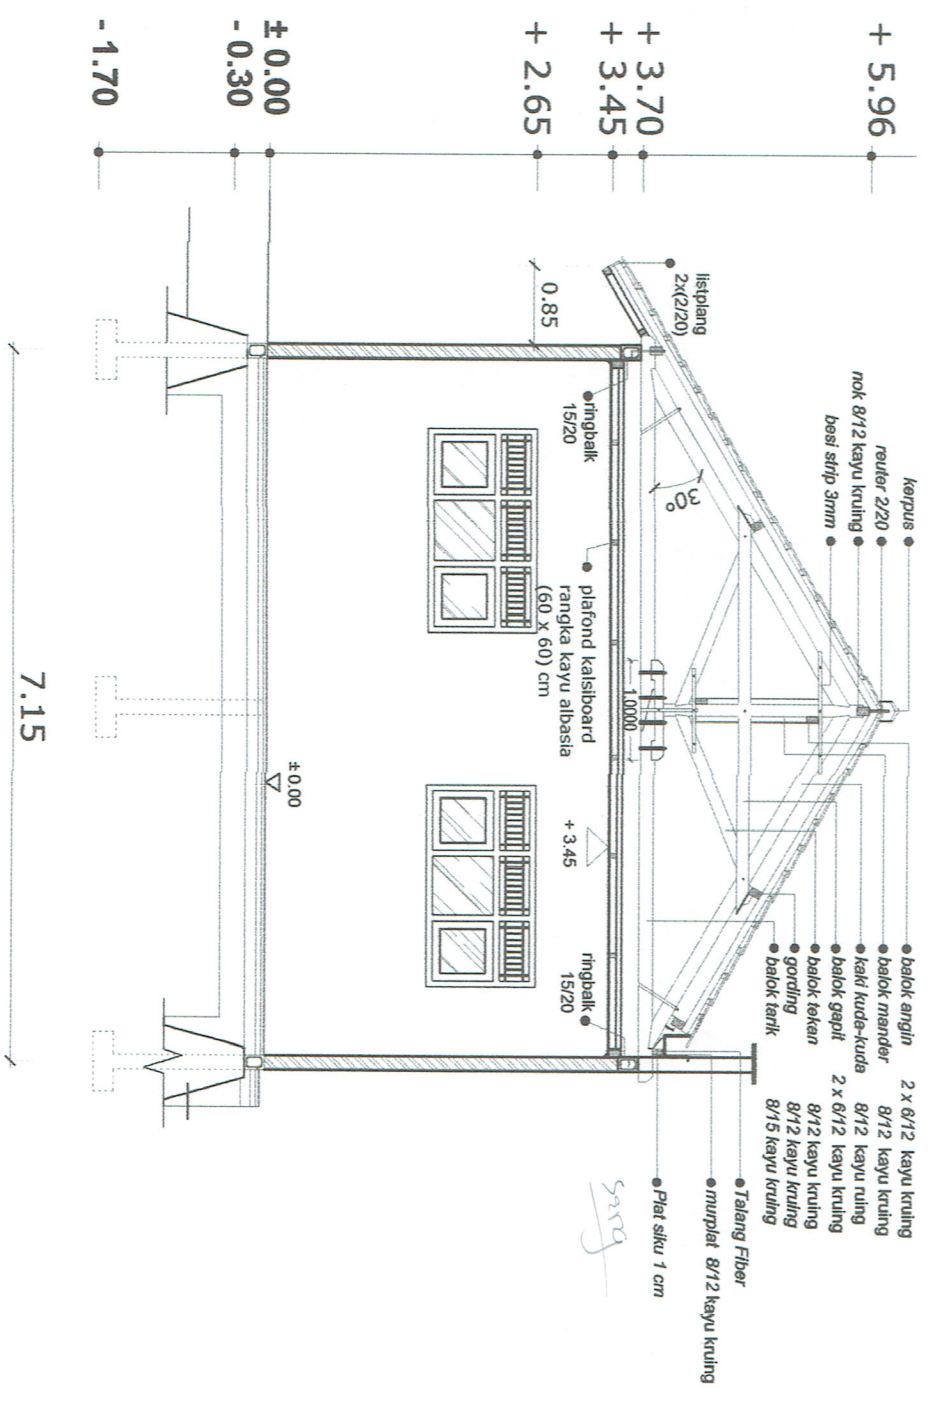 + 5.96
+ 3.70
+ 3.45
+ 2.65
± 0.00
- 0.30
- 1.70
kerpus
reuter 2/20
nok 8/12 kayu kruing
besi strip 3mm
listplang
2x(2/20)
0.85
30°
ringbalk
15/20
plafond kalsiboard
rangka kayu albasia
(60 x 60) cm
1.0000
+ 3.45
ringbalk
15/20
± 0.00
balok angin 2 x 6/12 kayu kruing
balok mander 8/12 kayu kruing
kaki kuda-kuda 8/12 kayu ruing
balok gapit 2 x 6/12 kayu kruing
balok tekan 8/12 kayu kruing
gording 8/12 kayu kruing
balok tarik 8/15 kayu kruing
Talang Fiber
murplat 8/12 kayu kruing
Plat siku 1 cm
7.15